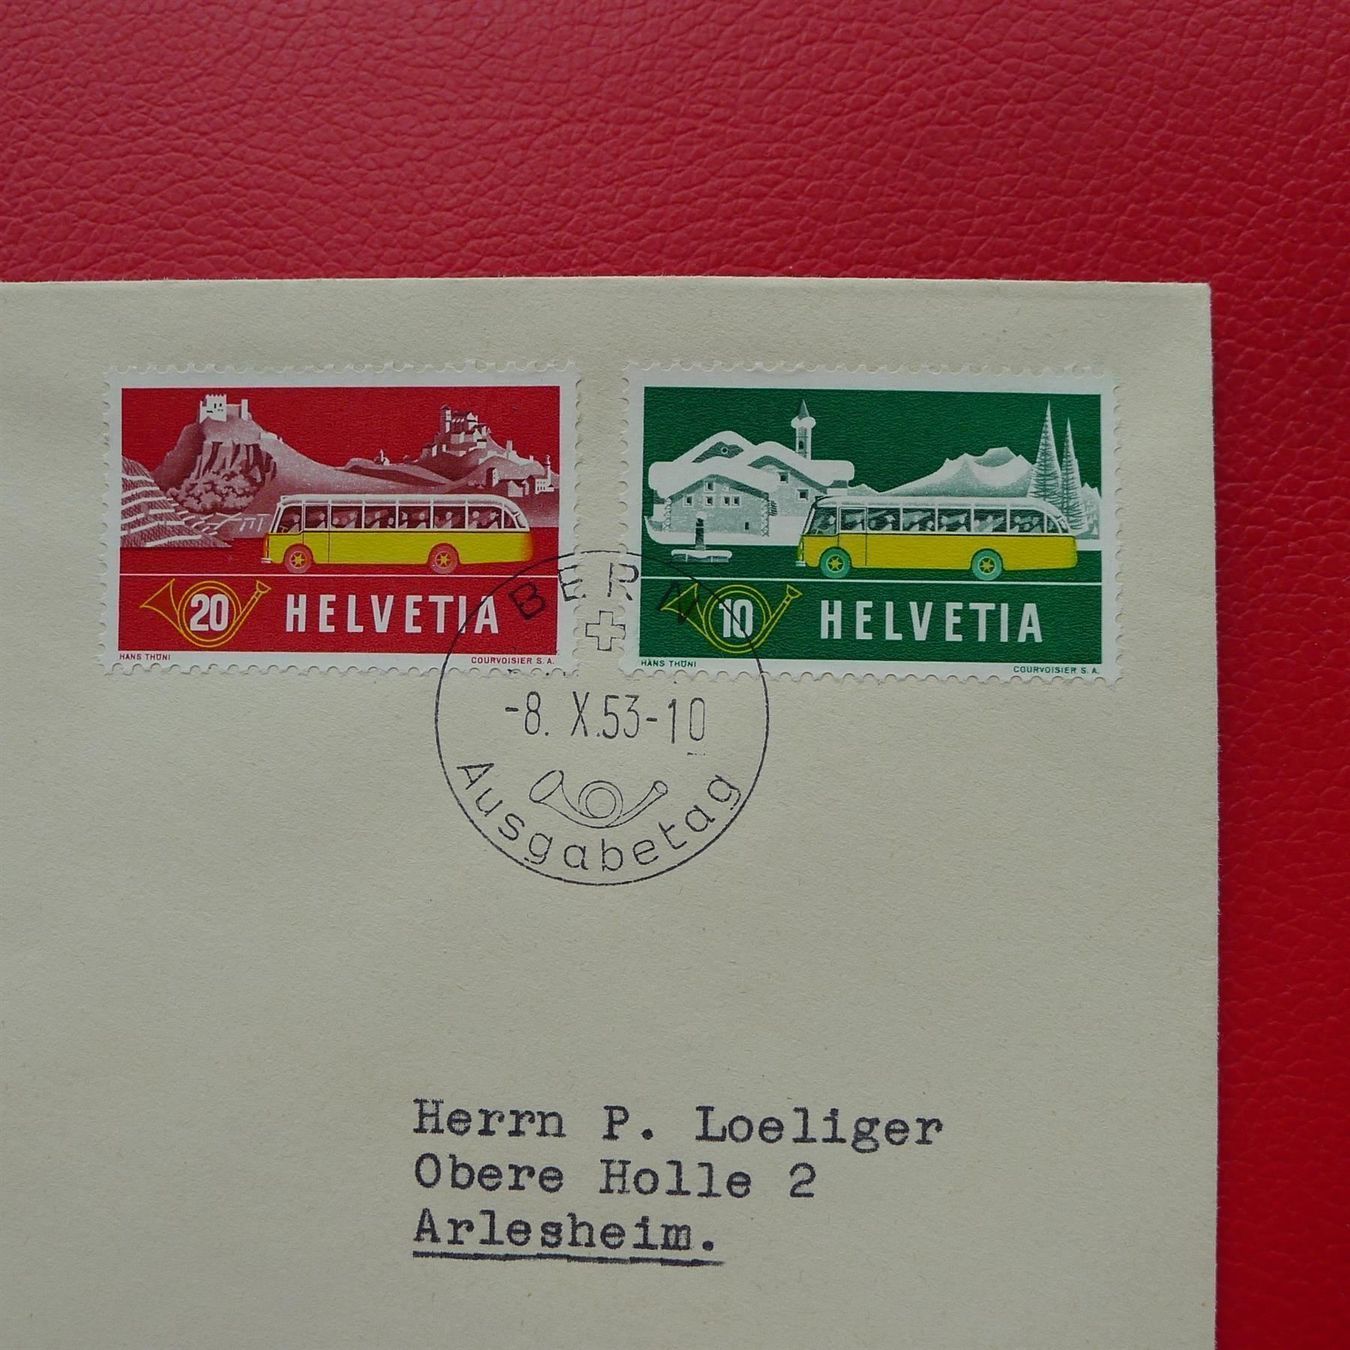 20 HELVETIA
HANS THÖNI COURVOISIER S. A.
10 HELVETIA
HANS THÖNI COURVOISIER S. A.
BERN
-8. X.53-10
Ausgabetag
Herrn P. Loeliger
Obere Holle 2
Arlesheim.